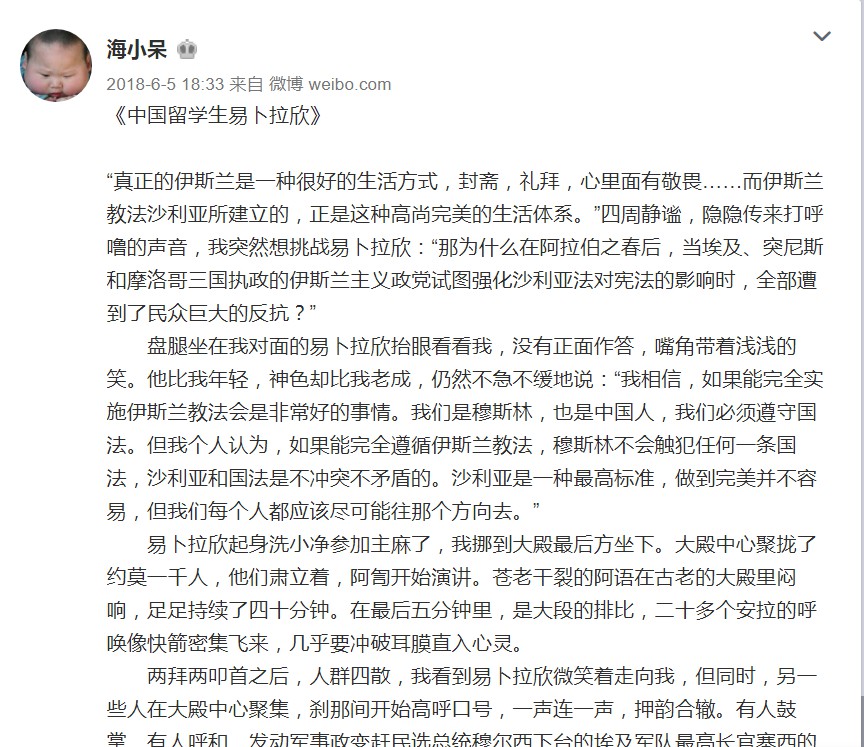 海小呆
2018-6-5 18:33 来自 微博 weibo.com
《中国留学生易卜拉欣》
“真正的伊斯兰是一种很好的生活方式，封斋，礼拜，心里面有敬畏……而伊斯兰
教法沙利亚所建立的，正是这种高尚完美的生活体系。”四周静谧，隐隐传来打呼
噜的声音，我突然想挑战易卜拉欣：“那为什么在阿拉伯之春后，当埃及、突尼斯
和摩洛哥三国执政的伊斯兰主义政党试图强化沙利亚法对宪法的影响时，全部遭
到了民众巨大的反抗？”
盘腿坐在我对面的易卜拉欣抬眼看看我，没有正面作答，嘴角带着浅浅的
笑。他比我年轻，神色却比我老成，仍然不急不缓地说：“我相信，如果能完全实
施伊斯兰教法会是非常好的事情。我们是穆斯林，也是中国人，我们必须遵守国
法。但我个人认为，如果能完全遵循伊斯兰教法，穆斯林不会触犯任何一条国
法，沙利亚和国法是不冲突不矛盾的。沙利亚是一种最高标准，做到完美并不容
易，但我们每个人都应该尽可能往那个方向去。”
易卜拉欣起身洗小净参加主麻了，我挪到大殿最后方坐下。大殿中心聚拢了
约莫一千人，他们肃立着，阿訇开始演讲。苍老干裂的阿语在古老的大殿里闷
响，足足持续了四十分钟。在最后五分钟里，是大段的排比，二十多个安拉的呼
唤像快箭密集飞来，几乎要冲破耳膜直入心灵。
两拜两叩首之后，人群四散，我看到易卜拉欣微笑着走向我，但同时，另一
些人在大殿中心聚集，刹那间开始高呼口号，一声连一声，押韵合辙。有人鼓
掌，有人呼和，发动军事政变赶民选总统穆尔西下台的埃及军队最高长官塞西的